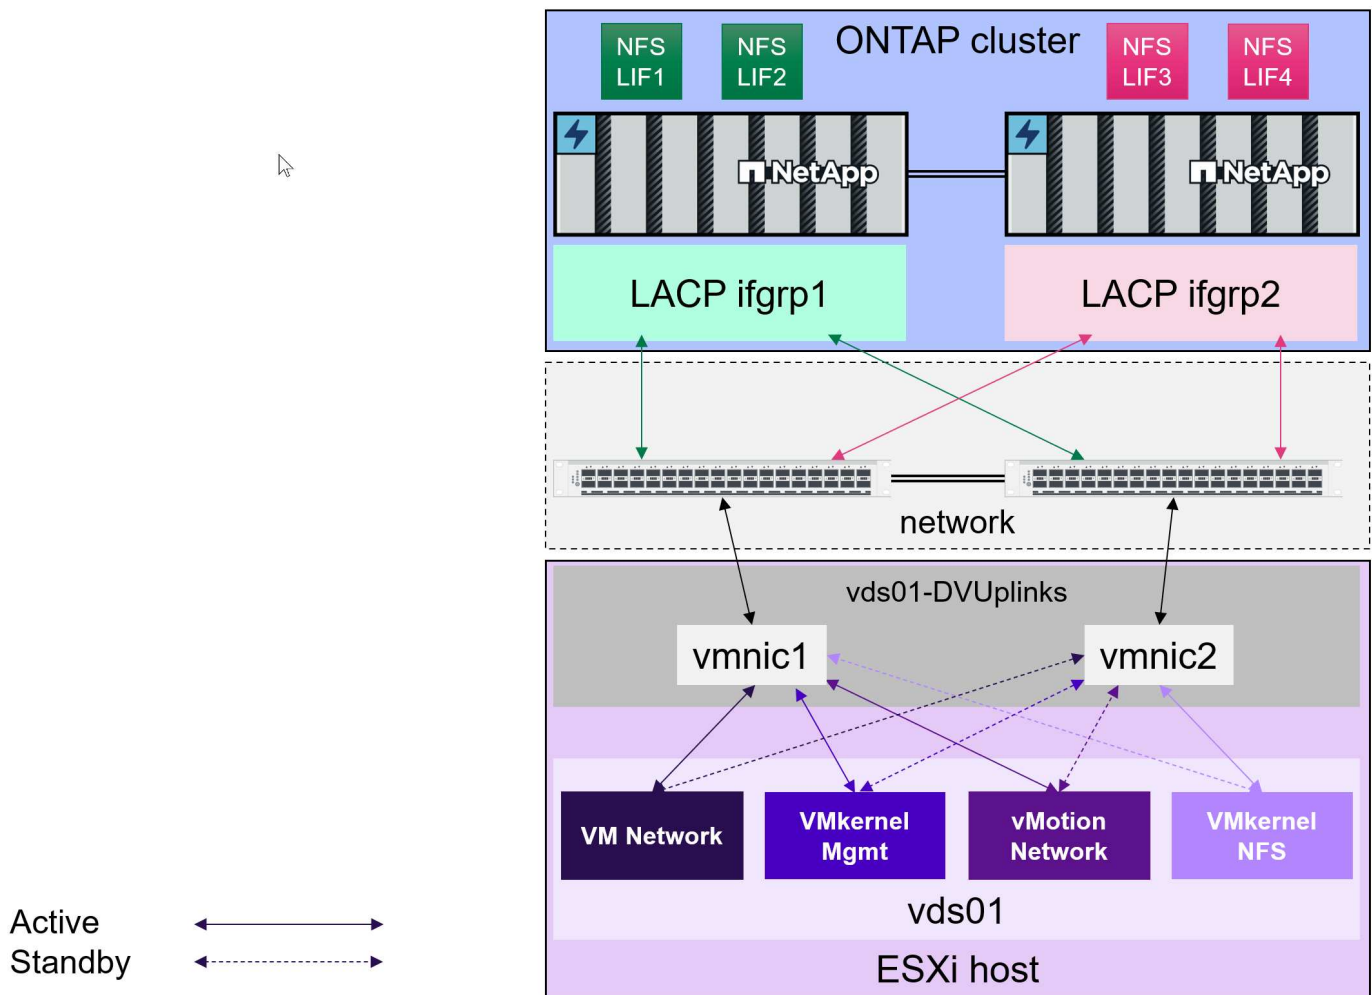 ONTAP cluster
NFS
LIF1
NFS
LIF2
NFS
LIF3
NFS
LIF4
NetApp
NetApp
LACP ifgrp1
LACP ifgrp2
network
vds01-DVUplinks
vmnic1
vmnic2
VM Network
VMkernel
Mgmt
vMotion
Network
VMkernel
NFS
vds01
Active
Standby
ESXi host